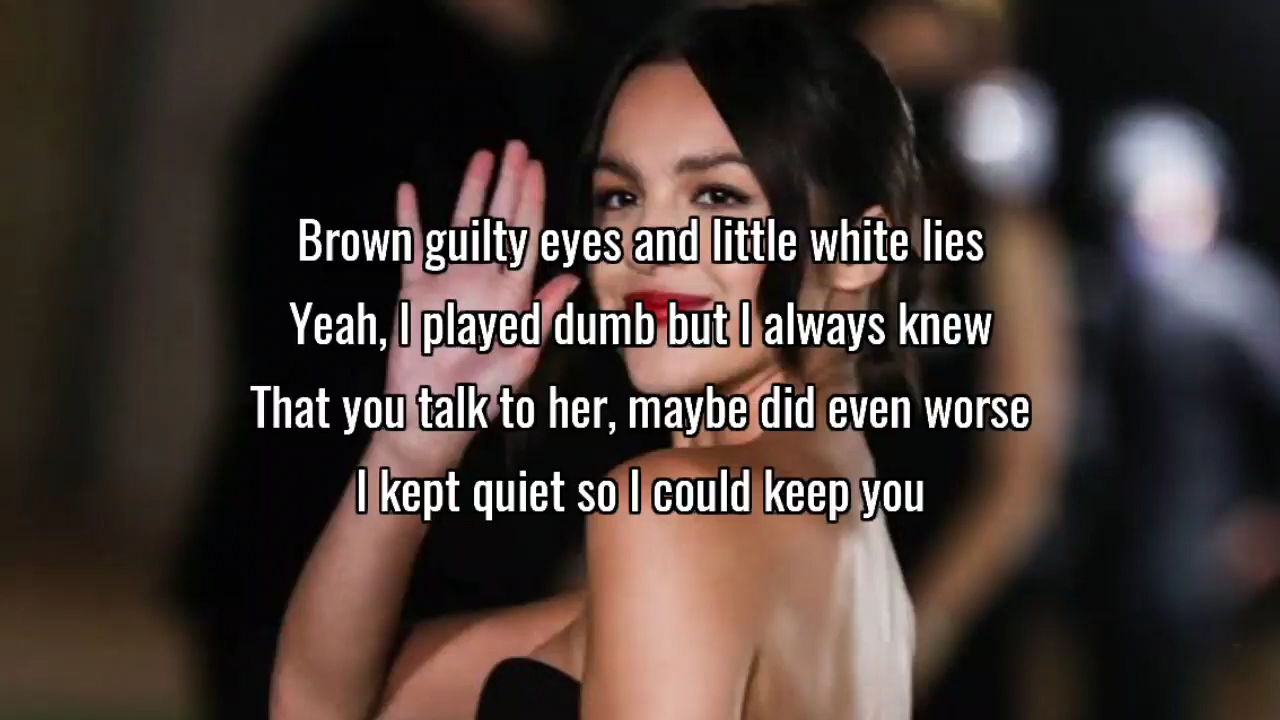 Brown guilty eyes and little white lies
Yeah, I played dumb but I always knew
That you talk to her, maybe did even worse
I kept quiet so I could keep you